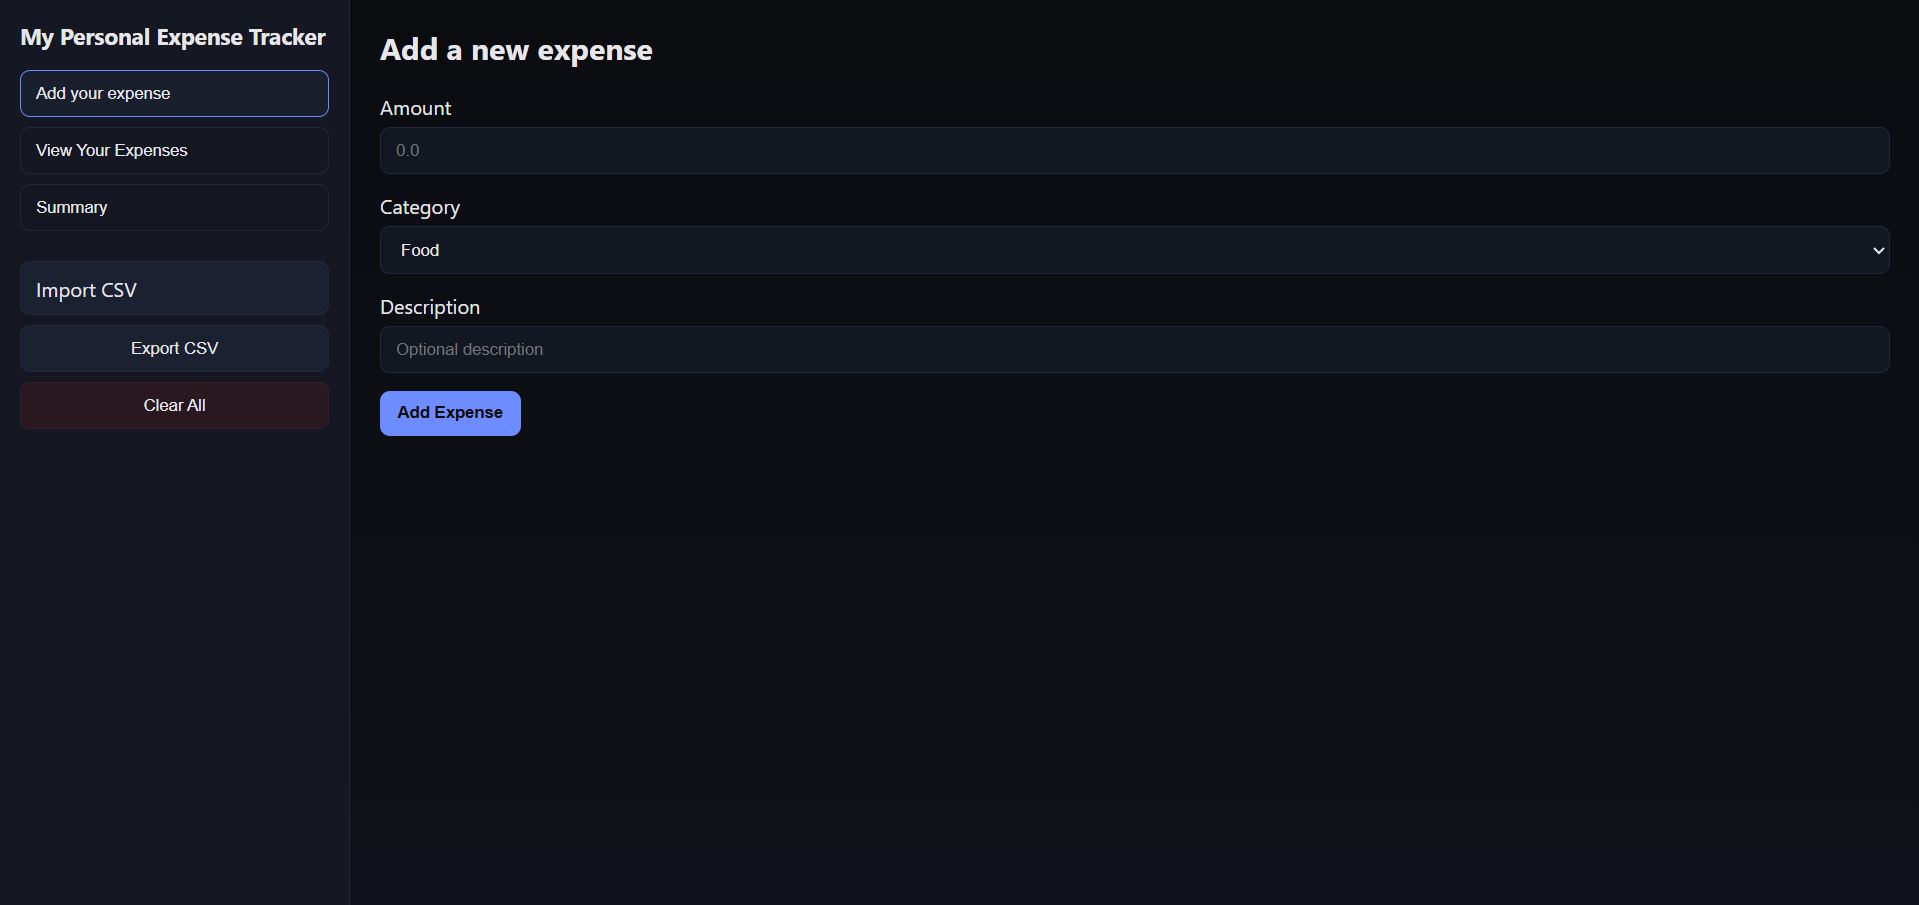 My Personal Expense Tracker
Add your expense
View Your Expenses
Summary
Import CSV
Export CSV
Clear All
Add a new expense
Amount
0.0
Category
Food
Description
Optional description
Add Expense